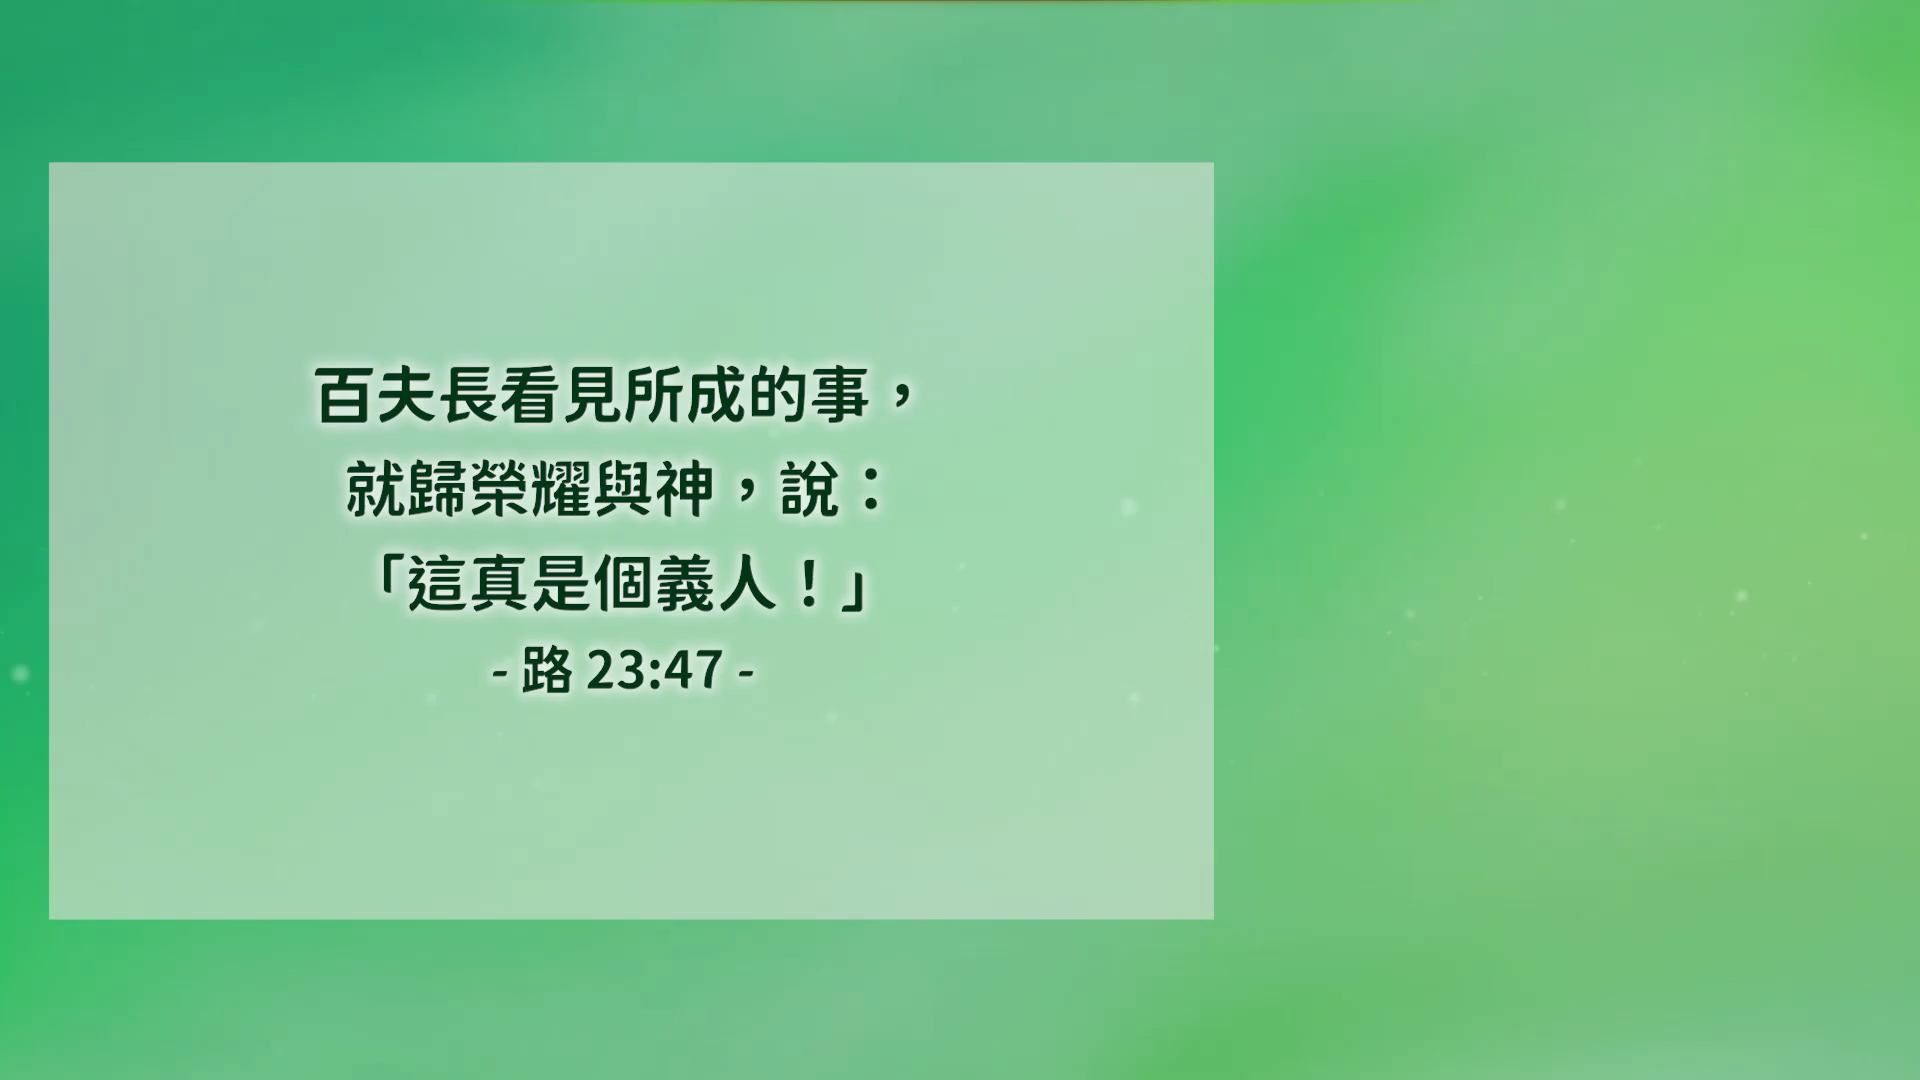 百夫長看見所成的事，
就歸榮耀與神，說：
「這真是個義人！」
- 路 23:47 -